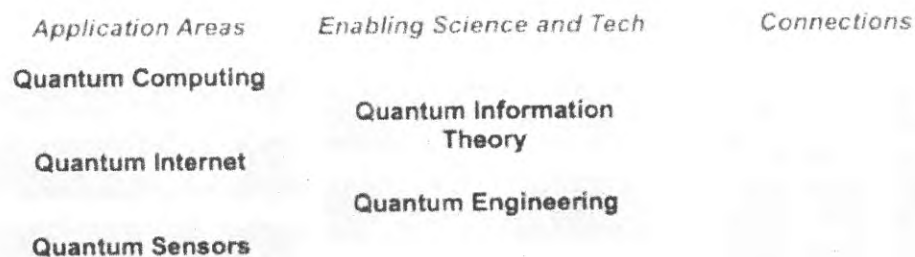 Application Areas
Enabling Science and Tech
Connections
Quantum Computing
Quantum Information
Theory
Quantum Internet
Quantum Engineering
Quantum Sensors